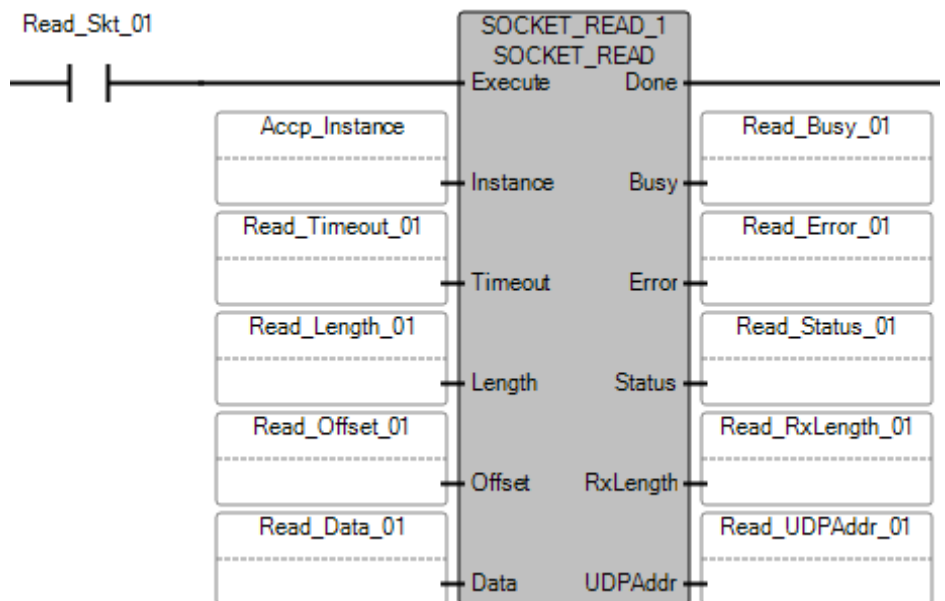 Read_Skt_01
SOCKET_READ_1
SOCKET_READ
Execute Done
Accp_Instance
Read_Busy_01
Instance Busy
Read_Timeout_01
Read_Error_01
Timeout Error
Read_Length_01
Read_Status_01
Length Status
Read_Offset_01
Read_RxLength_01
Offset RxLength
Read_Data_01
Read_UDPAddr_01
Data UDPAddr